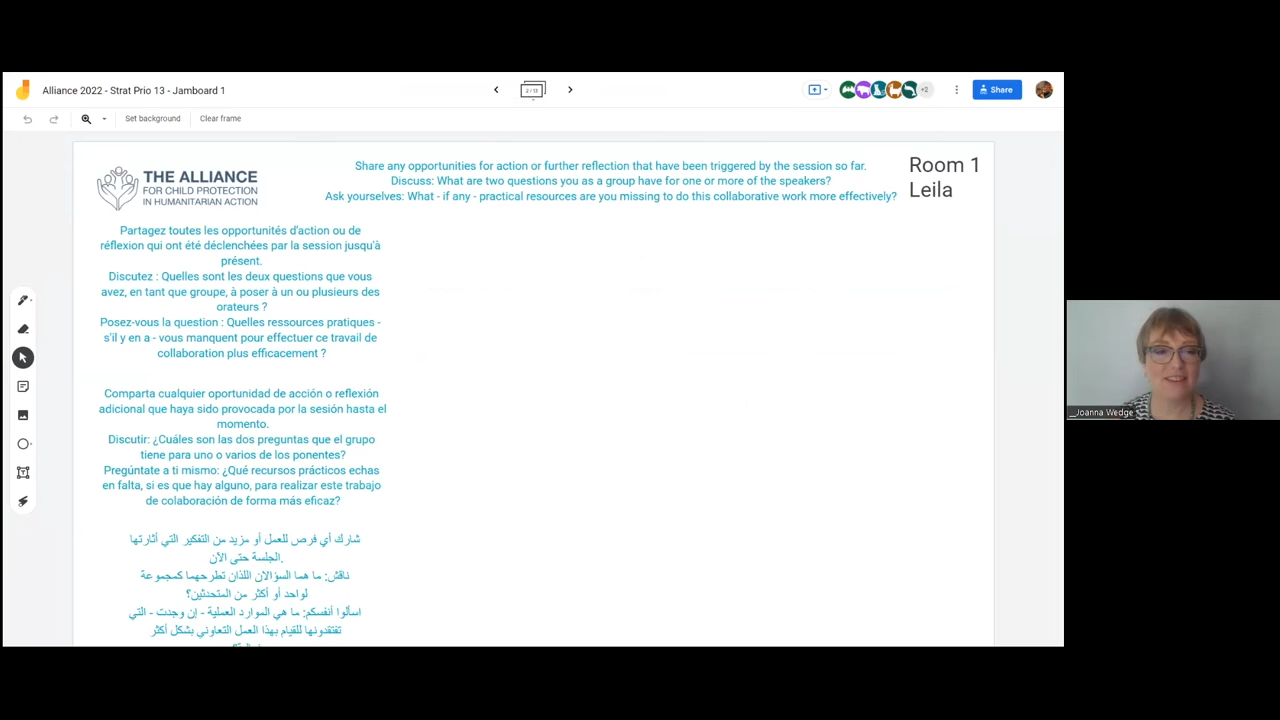 Alliance 2022 - Strat Prio 13 - Jamboard 1
2 / 13
+2
Share
Set background
Clear frame
THE ALLIANCE
FOR CHILD PROTECTION
IN HUMANITARIAN ACTION
Share any opportunities for action or further reflection that have been triggered by the session so far.
Discuss: What are two questions you as a group have for one or more of the speakers?
Ask yourselves: What - if any - practical resources are you missing to do this collaborative work more effectively?
Room 1
Leila
Partagez toutes les opportunités d'action ou de
réflexion qui ont été déclenchées par la session jusqu'à
présent.
Discutez : Quelles sont les deux questions que vous
avez, en tant que groupe, à poser à un ou plusieurs des
orateurs ?
Posez-vous la question : Quelles ressources pratiques -
s'il y en a - vous manquent pour effectuer ce travail de
collaboration plus efficacement ?
Comparta cualquier oportunidad de acción o reflexión
adicional que haya sido provocada por la sesión hasta el
momento.
Discutir: ¿Cuáles son las dos preguntas que el grupo
tiene para uno o varios de los ponentes?
Pregúntate a ti mismo: ¿Qué recursos prácticos echas
en falta, si es que hay alguno, para realizar este trabajo
de colaboración de forma más eficaz?
شارك أي فرص للعمل أو مزيد من التفكير التي أثارتها
الجلسة حتى الآن.
ناقش: ما هما السؤالان اللذان تطرحهما كمجموعة
لواحد أو أكثر من المتحدثين؟
اسألوا أنفسكم: ما هي الموارد العملية - إن وجدت - التي
تفتقدونها للقيام بهذا العمل التعاوني بشكل أكثر
__Joanna Wedge